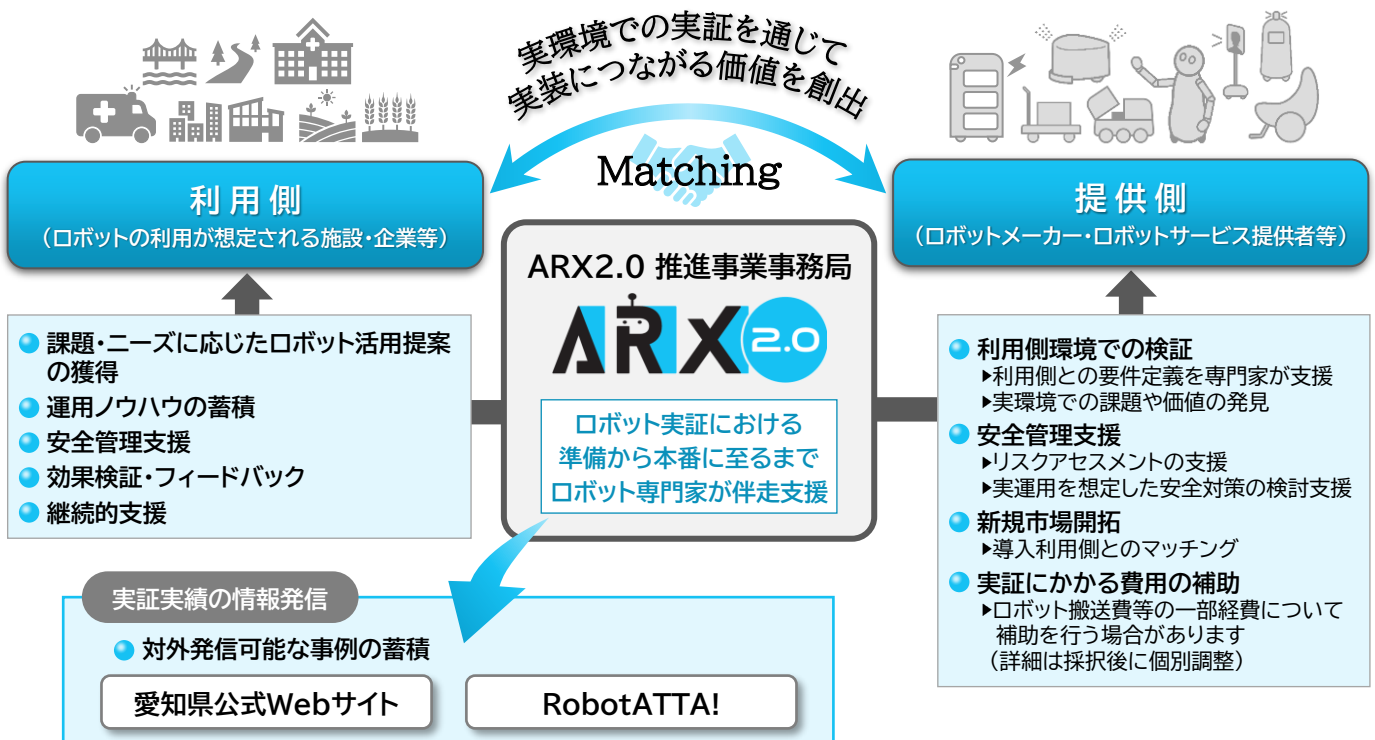 実環境での実証を通じて
実装につながる価値を創出
Matching
利用側
（ロボットの利用が想定される施設・企業等）
提供側
（ロボットメーカー・ロボットサービス提供者等）
ARX2.0 推進事業事務局
ARX 2.0
ロボット実証における
準備から本番に至るまで
ロボット専門家が伴走支援
課題・ニーズに応じたロボット活用提案
の獲得
運用ノウハウの蓄積
安全管理支援
効果検証・フィードバック
継続的支援
利用側環境での検証
▶利用側との要件定義を専門家が支援
▶実環境での課題や価値の発見
安全管理支援
▶リスクアセスメントの支援
▶実運用を想定した安全対策の検討支援
新規市場開拓
▶導入利用側とのマッチング
実証にかかる費用の補助
▶ロボット搬送費等の一部経費について
補助を行う場合があります
（詳細は採択後に個別調整）
実証実績の情報発信
対外発信可能な事例の蓄積
愛知県公式Webサイト
RobotATTA!